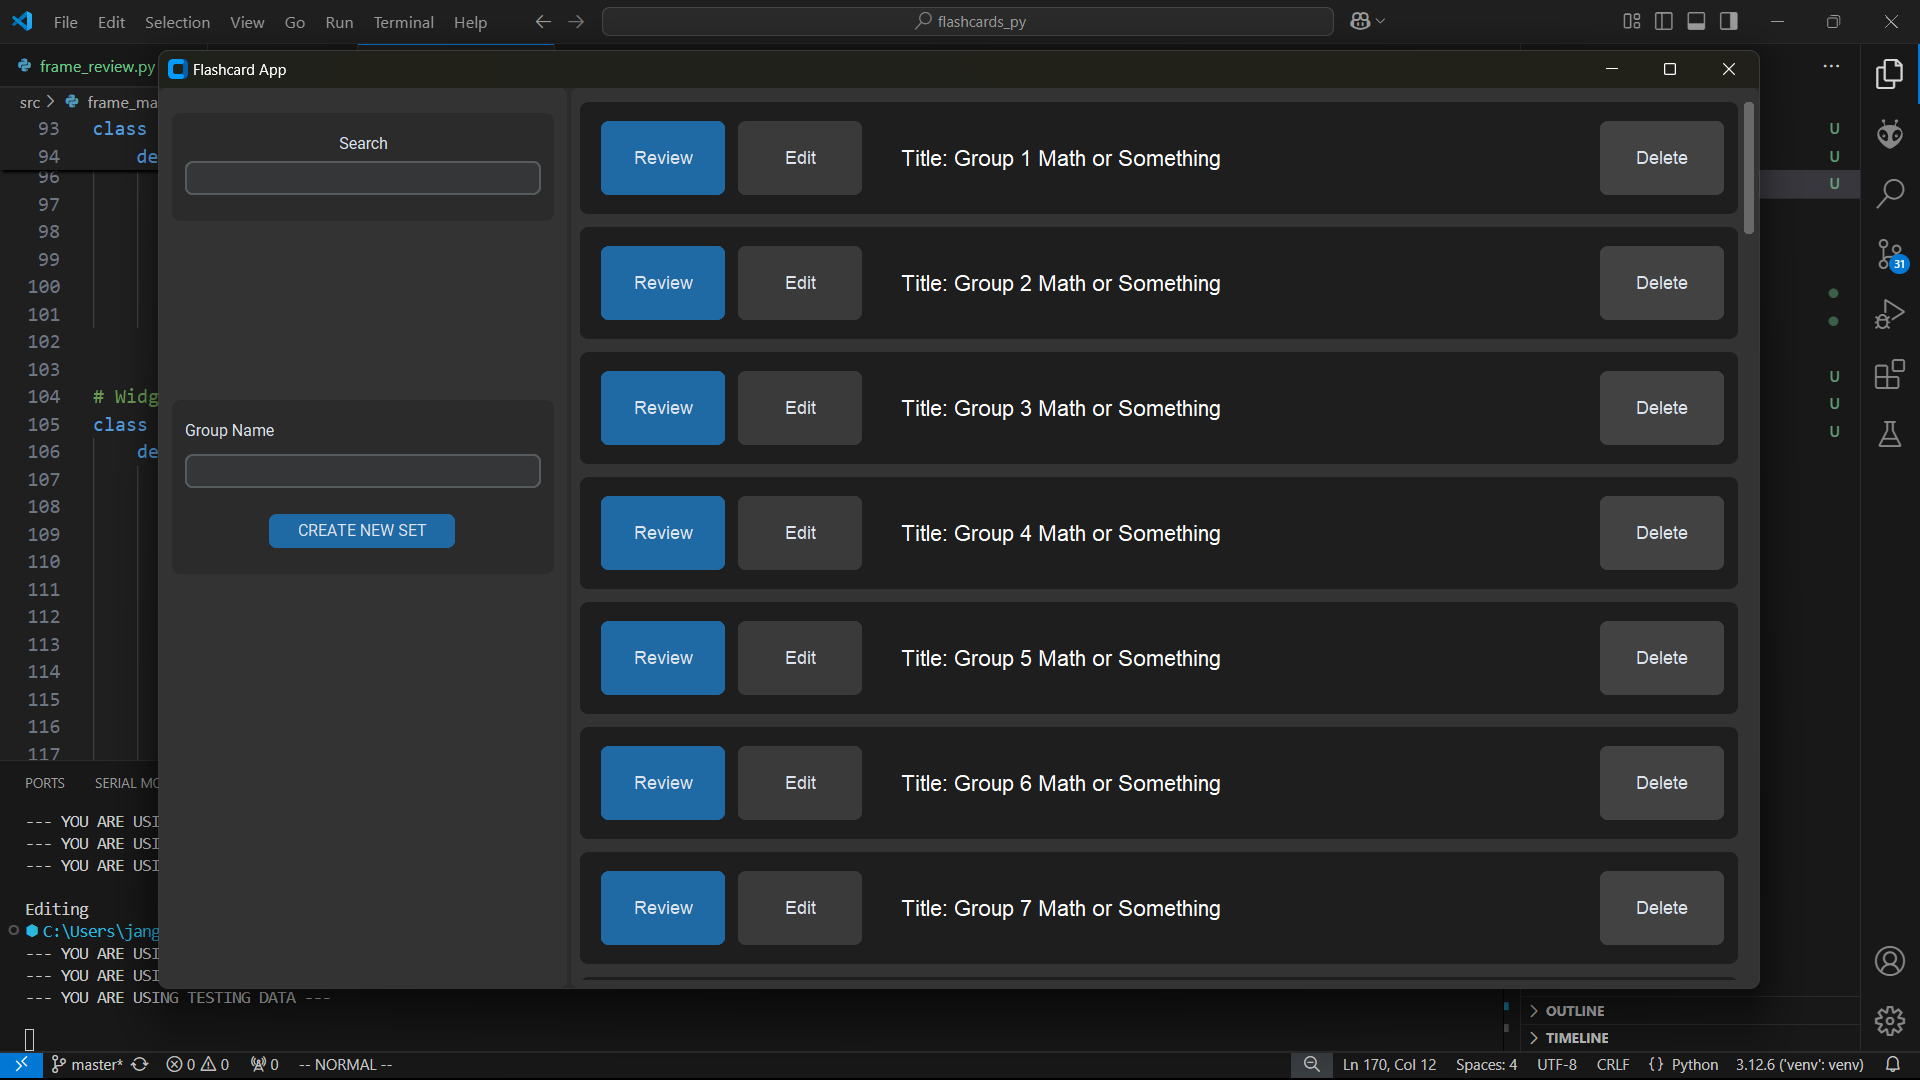 File Edit Selection View Go Run Terminal Help
flashcards_py
frame_review.py
Flashcard App
src > frame_ma
93 class
94 de
96
97
98
99
100
101
102
103
104 # Widg
105 class
106 de
107
108
109
110
111
112
113
114
115
116
117
Search
Group Name
CREATE NEW SET
Review Edit Title: Group 1 Math or Something Delete
Review Edit Title: Group 2 Math or Something Delete
Review Edit Title: Group 3 Math or Something Delete
Review Edit Title: Group 4 Math or Something Delete
Review Edit Title: Group 5 Math or Something Delete
Review Edit Title: Group 6 Math or Something Delete
Review Edit Title: Group 7 Math or Something Delete
U
U
U
U
U
U
31
PORTS SERIAL MO
--- YOU ARE USI
--- YOU ARE USI
--- YOU ARE USI
Editing
C:\Users\jang
--- YOU ARE USI
--- YOU ARE USI
--- YOU ARE USING TESTING DATA ---
OUTLINE
TIMELINE
master* 0 0 0 -- NORMAL -- Ln 170, Col 12 Spaces: 4 UTF-8 CRLF {} Python 3.12.6 ('venv': venv)